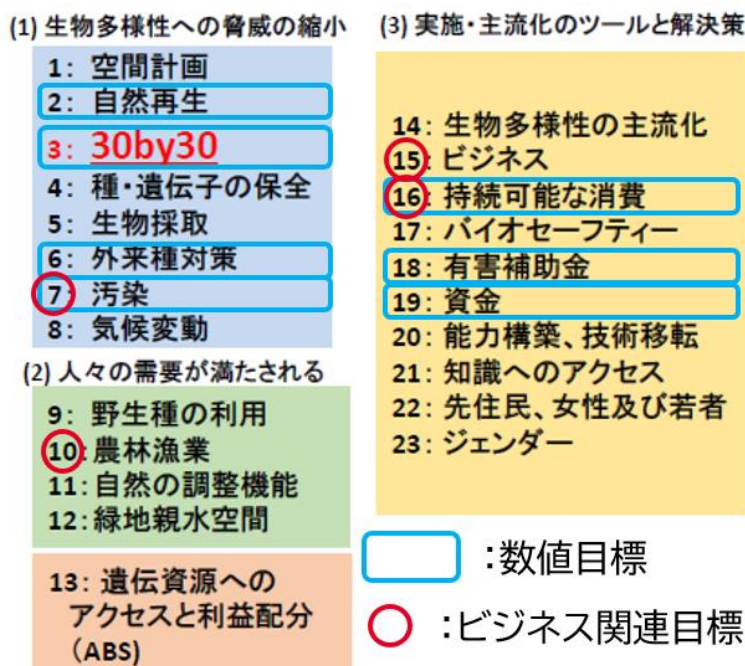 (1) 生物多様性への脅威の縮小
1: 空間計画
2: 自然再生
3: 30by30
4: 種・遺伝子の保全
5: 生物採取
6: 外来種対策
7: 汚染
8: 気候変動
(2) 人々の需要が満たされる
9: 野生種の利用
10: 農林漁業
11: 自然の調整機能
12: 緑地親水空間
13: 遺伝資源への
アクセスと利益配分
(ABS)
(3) 実施・主流化のツールと解決策
14: 生物多様性の主流化
15: ビジネス
16: 持続可能な消費
17: バイオセーフティー
18: 有害補助金
19: 資金
20: 能力構築、技術移転
21: 知識へのアクセス
22: 先住民、女性及び若者
23: ジェンダー
:数値目標
:ビジネス関連目標